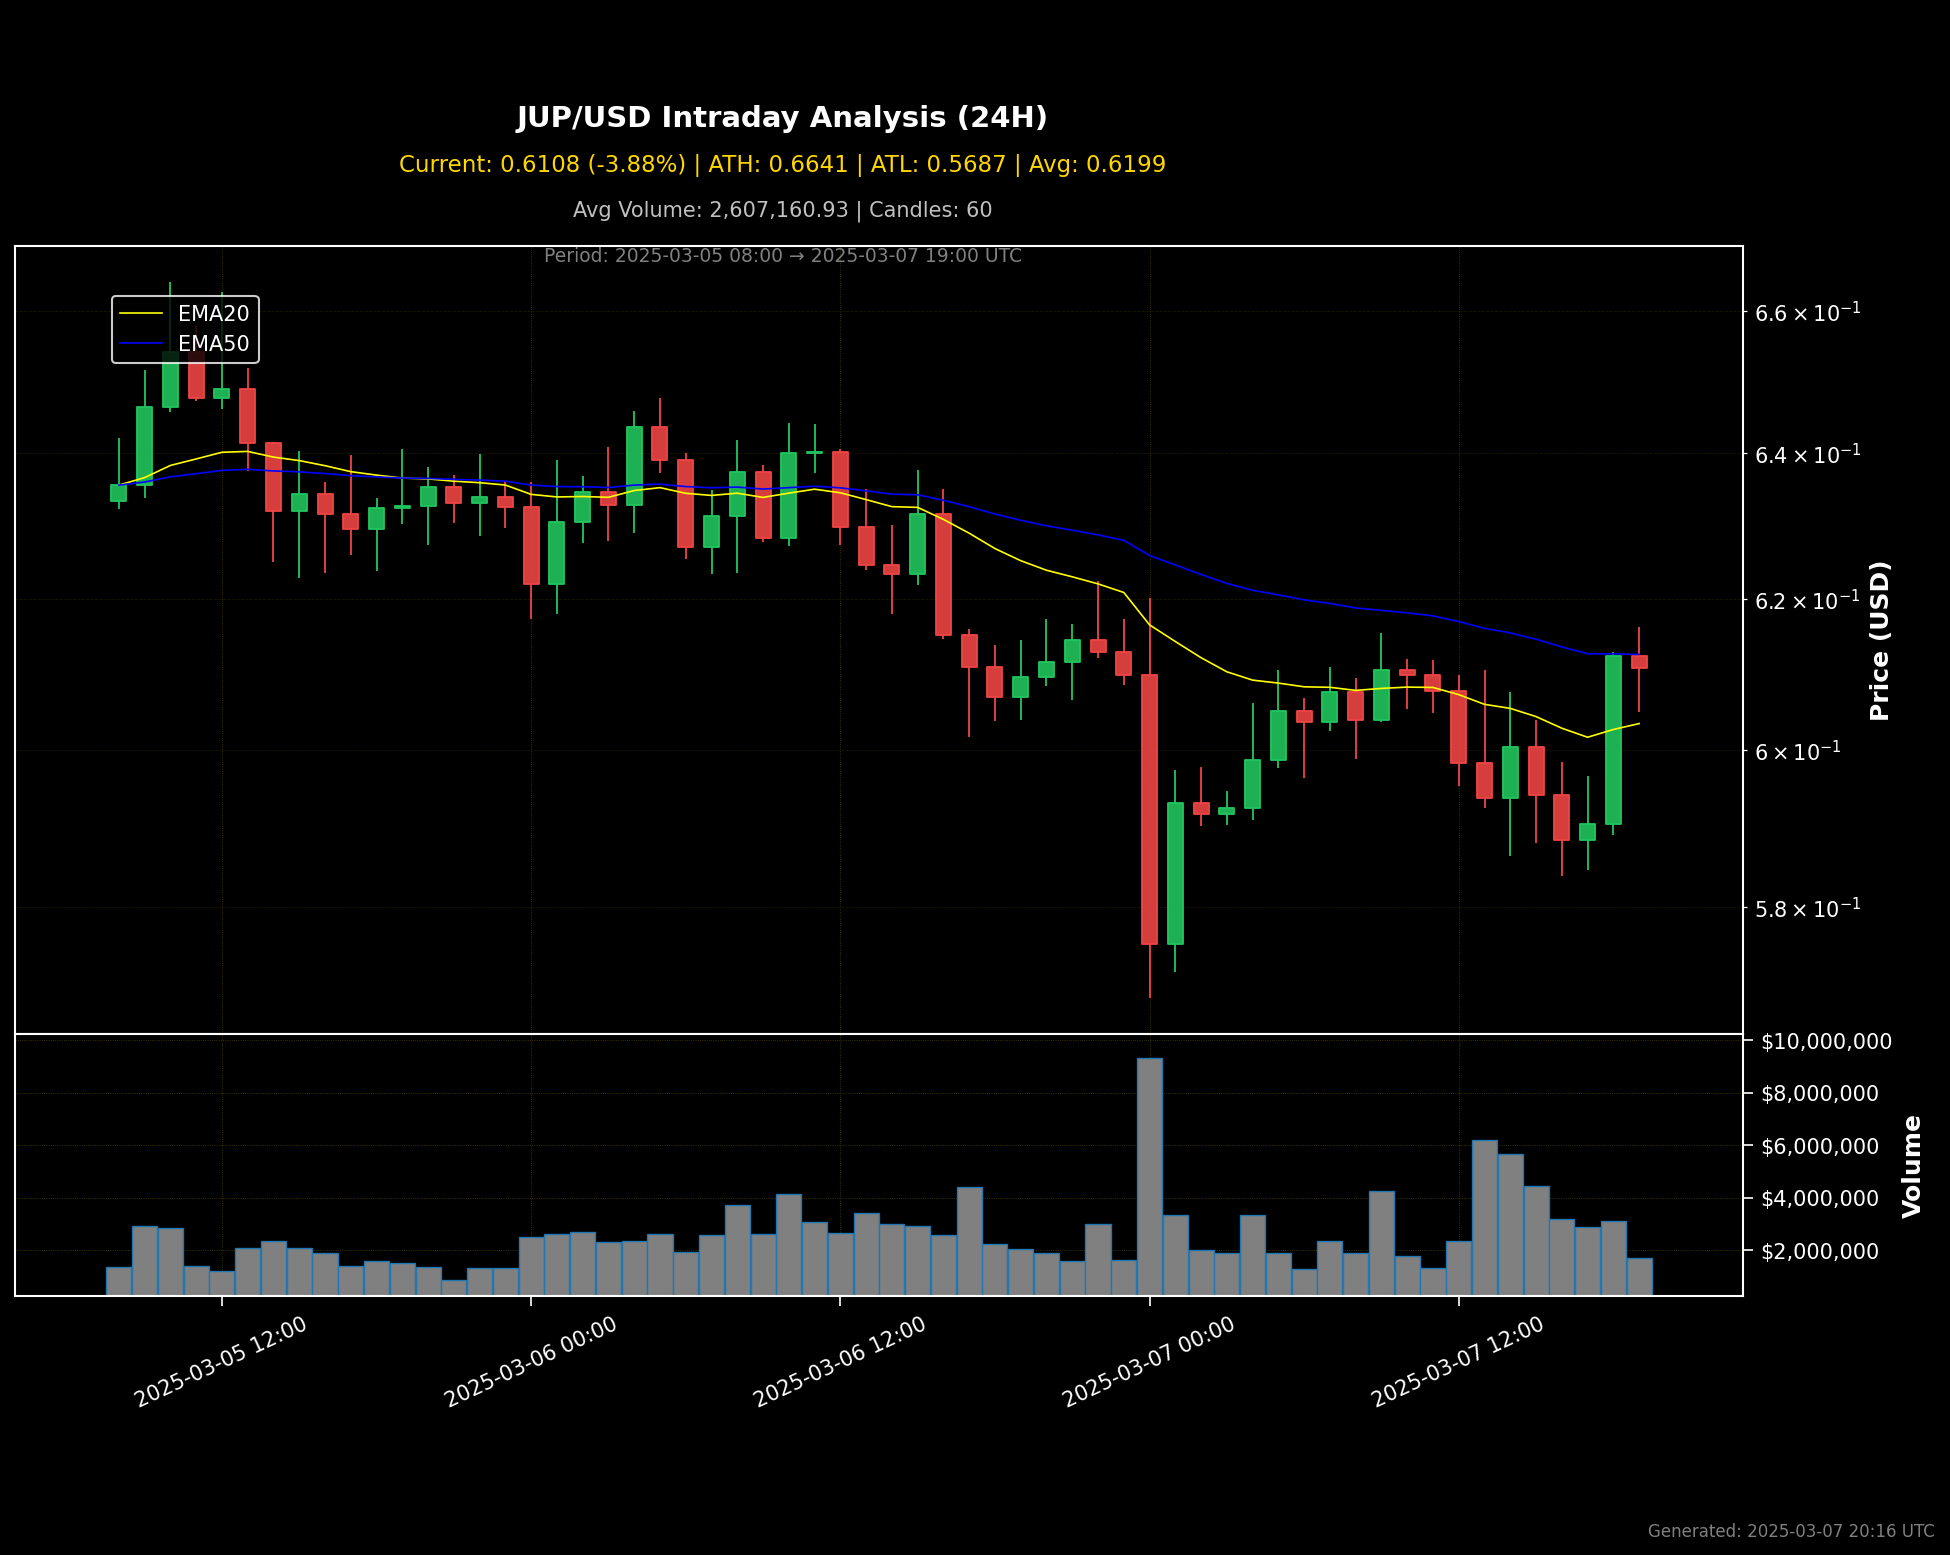 JUP/USD Intraday Analysis (24H)
Current: 0.6108 (-3.88%) | ATH: 0.6641 | ATL: 0.5687 | Avg: 0.6199
Avg Volume: 2,607,160.93 | Candles: 60
Period: 2025-03-05 08:00 → 2025-03-07 19:00 UTC
EMA20
EMA50
6.6 × 10⁻¹
6.4 × 10⁻¹
6.2 × 10⁻¹
6 × 10⁻¹
5.8 × 10⁻¹
Price (USD)
$10,000,000
$8,000,000
$6,000,000
$4,000,000
$2,000,000
Volume
2025-03-05 12:00
2025-03-06 00:00
2025-03-06 12:00
2025-03-07 00:00
2025-03-07 12:00
Generated: 2025-03-07 20:16 UTC